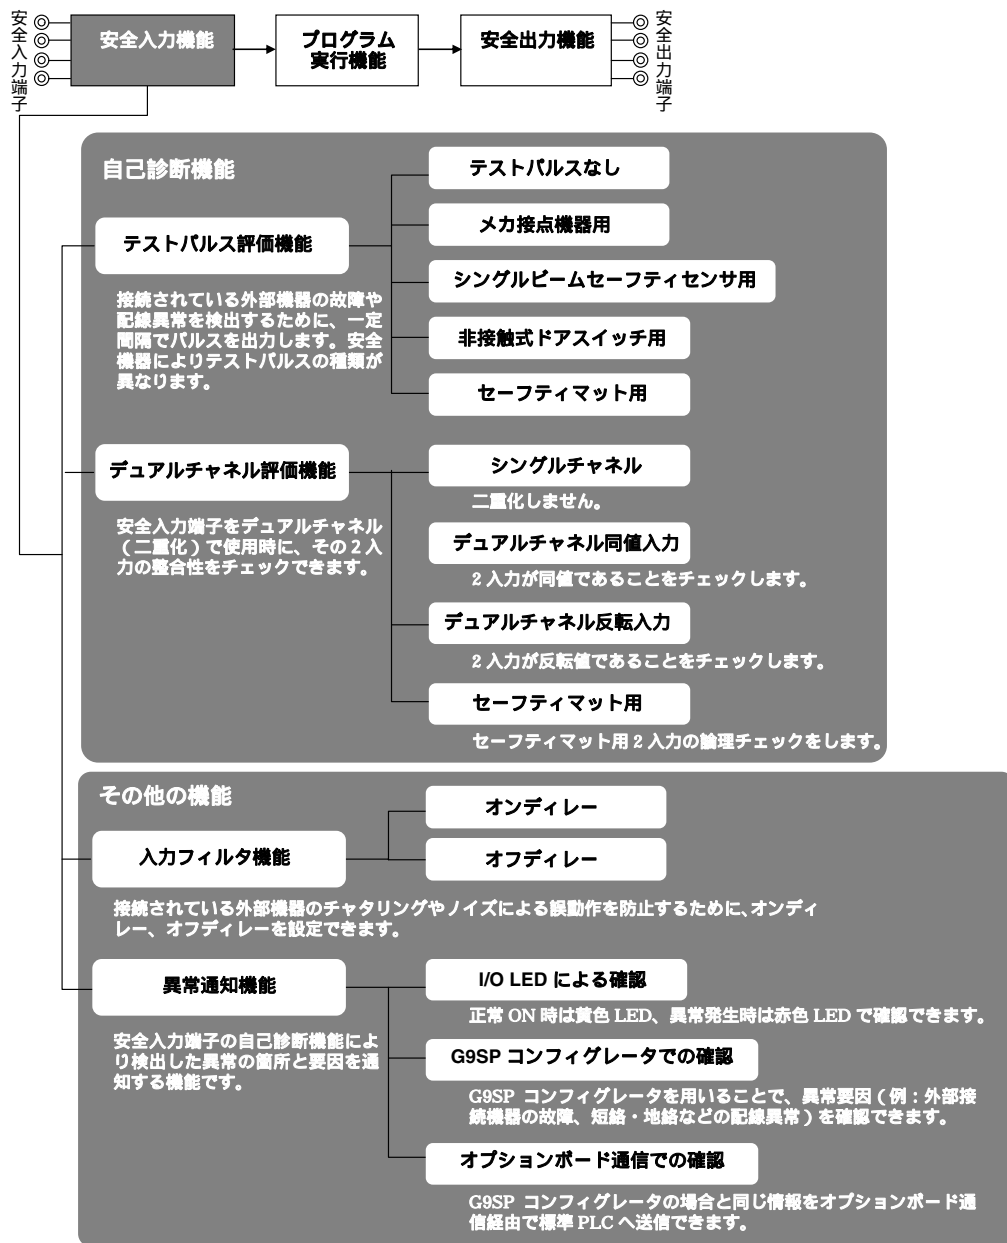 安全入力端子
安全入力機能
プログラム
実行機能
安全出力機能
安全出力端子
自己診断機能
テストパルス評価機能
接続されている外部機器の故障や
配線異常を検出するために、一定
間隔でパルスを出力します。安全
機器によりテストパルスの種類が
異なります。
テストパルスなし
メカ接点機器用
シングルビームセーフティセンサ用
非接触式ドアスイッチ用
セーフティマット用
デュアルチャネル評価機能
安全入力端子をデュアルチャネル
(二重化)で使用時に、その 2 入
力の整合性をチェックできます。
シングルチャネル
二重化しません。
デュアルチャネル同値入力
2 入力が同値であることをチェックします。
デュアルチャネル反転入力
2 入力が反転値であることをチェックします。
セーフティマット用
セーフティマット用 2 入力の論理チェックをします。
その他の機能
入力フィルタ機能
オンディレー
オフディレー
接続されている外部機器のチャタリングやノイズによる誤動作を防止するために、オンディ
レー、オフディレーを設定できます。
異常通知機能
安全入力端子の自己診断機能によ
り検出した異常の箇所と要因を通
知する機能です。
I/O LED による確認
正常 ON 時は黄色 LED、異常発生時は赤色 LED で確認できます。
G9SP コンフィグレータでの確認
G9SP コンフィグレータを用いることで、異常要因(例:外部接
続機器の故障、短絡・地絡などの配線異常)を確認できます。
オプションボード通信での確認
G9SP コンフィグレータの場合と同じ情報をオプションボード通
信経由で標準 PLC へ送信できます。